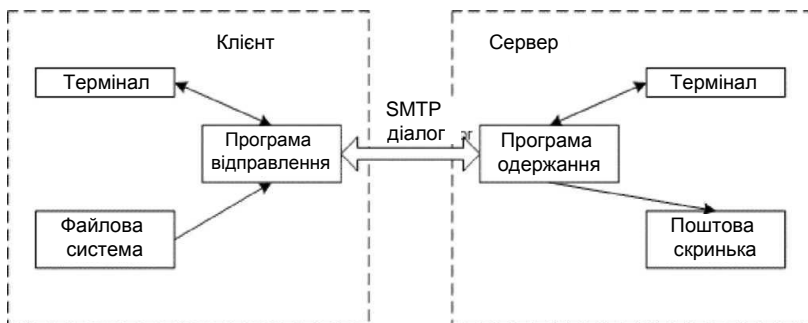 Клієнт
Сервер
Термінал
Термінал
SMTP
діалог
Програма
відправлення
Програма
одержання
Файлова
система
Поштова
скринька